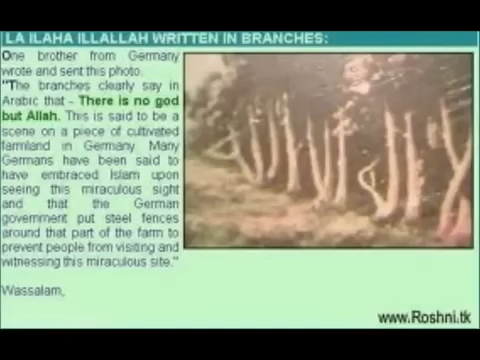 LA ILAHA ILLALLAH WRITTEN IN BRANCHES:
One brother from Germany
wrote and sent this photo.
"The branches clearly say in
Arabic that - There is no god
but Allah. This is said to be a
scene on a piece of cultivated
farmland in Germany. Many
Germans have been said to
have embraced Islam upon
seeing this miraculous sight
and that the German
government put steel fences
around that part of the farm to
prevent people from visiting and
witnessing this miraculous site."
Wassalam,
www.Roshni.tk